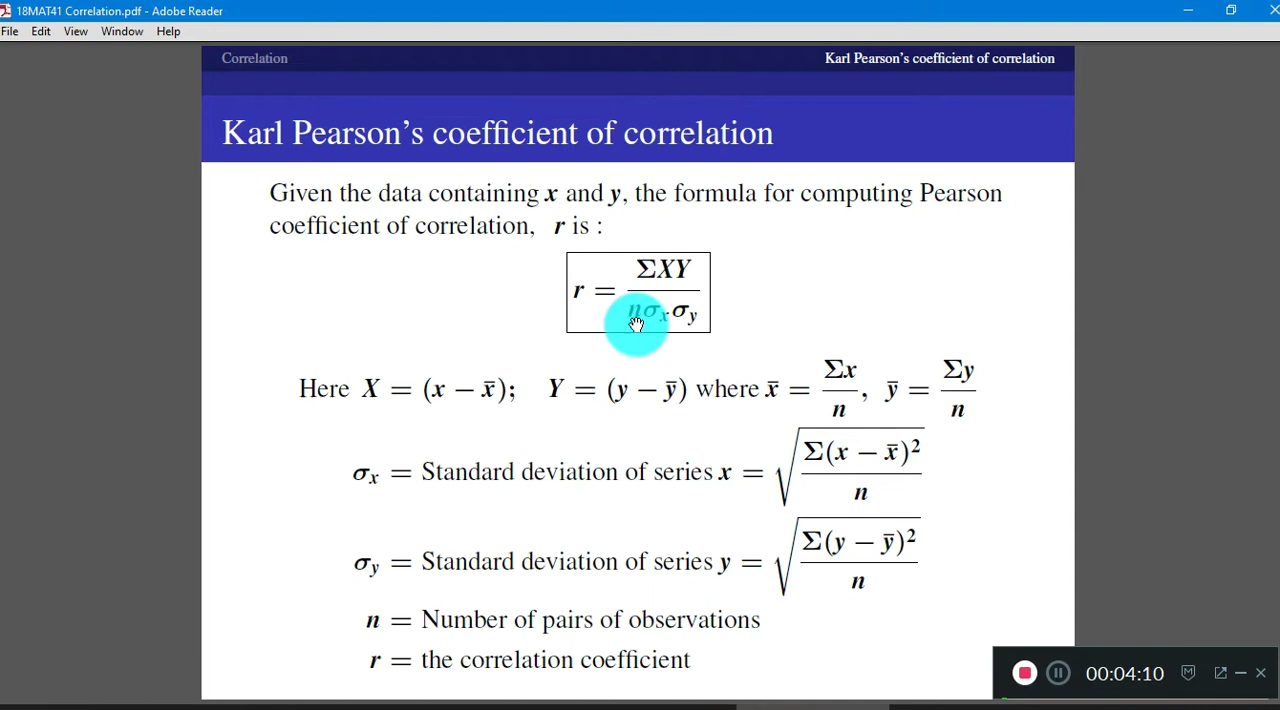 18MAT41 Correlation.pdf - Adobe Reader
File Edit View Window Help
Correlation Karl Pearson's coefficient of correlation
Karl Pearson's coefficient of correlation
Given the data containing x and y, the formula for computing Pearson
coefficient of correlation, r is :
r = ΣXY / nσₓσᵧ
Here X = (x − x̄); Y = (y − ȳ) where x̄ = Σx / n, ȳ = Σy / n
σₓ = Standard deviation of series x = √(Σ(x − x̄)² / n)
σᵧ = Standard deviation of series y = √(Σ(y − ȳ)² / n)
n = Number of pairs of observations
r = the correlation coefficient
00:04:10